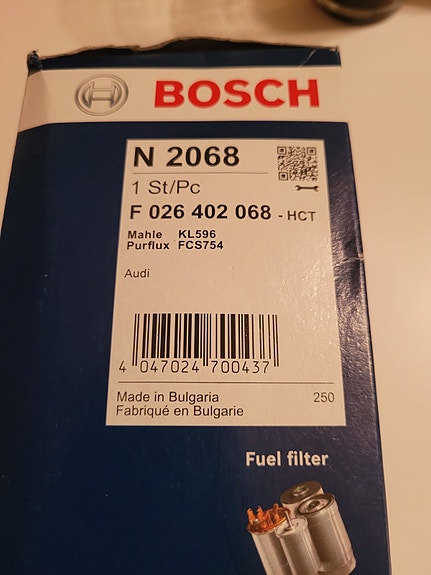 BOSCH
N 2068
1 St/Pc
F 026 402 068 - HCT
Mahle KL596
Purflux FCS754
Audi
4 047024 700437
Made in Bulgaria 250
Fabriqué en Bulgarie
Fuel filter